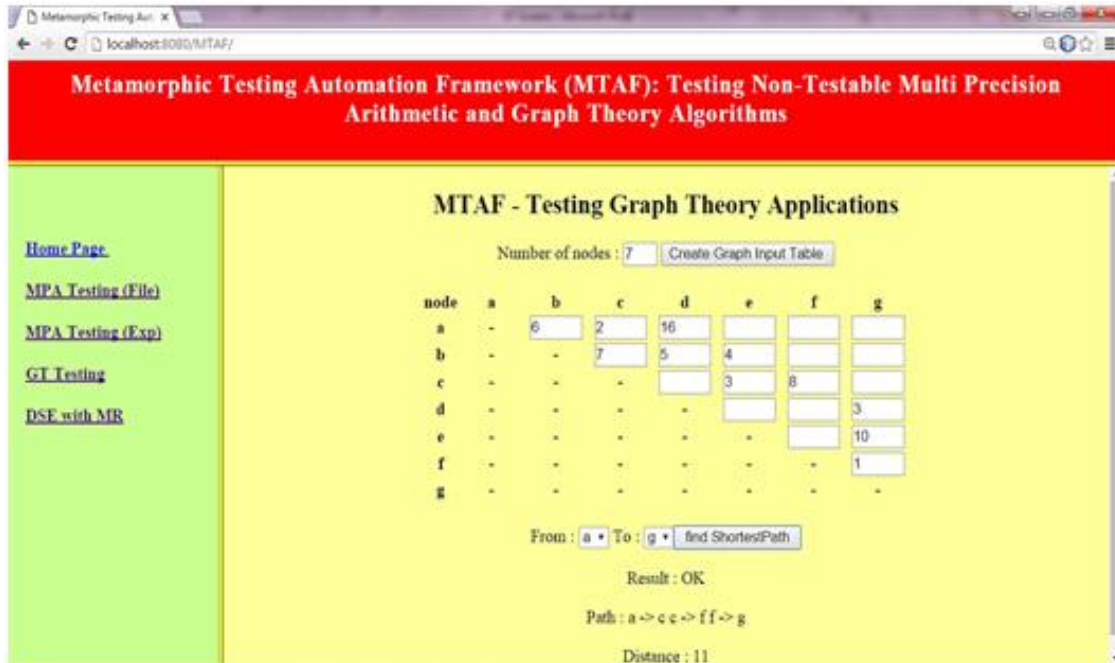 Metamorphic Testing Aut. x
localhost:8080/MTAF/
Metamorphic Testing Automation Framework (MTAF): Testing Non-Testable Multi Precision
Arithmetic and Graph Theory Algorithms
Home Page
MPA Testing (File)
MPA Testing (Exp)
GT Testing
DSE with MR
MTAF - Testing Graph Theory Applications
Number of nodes : 7 Create Graph Input Table
node a b c d e f g
a - 6 2 16
b - - 7 5 4
c - - - 3 8
d - - - - 3
e - - - - - 10
f - - - - - - 1
g - - - - - - -
From : a To : g find ShortestPath
Result : OK
Path : a -> c c -> f f -> g
Distance : 11